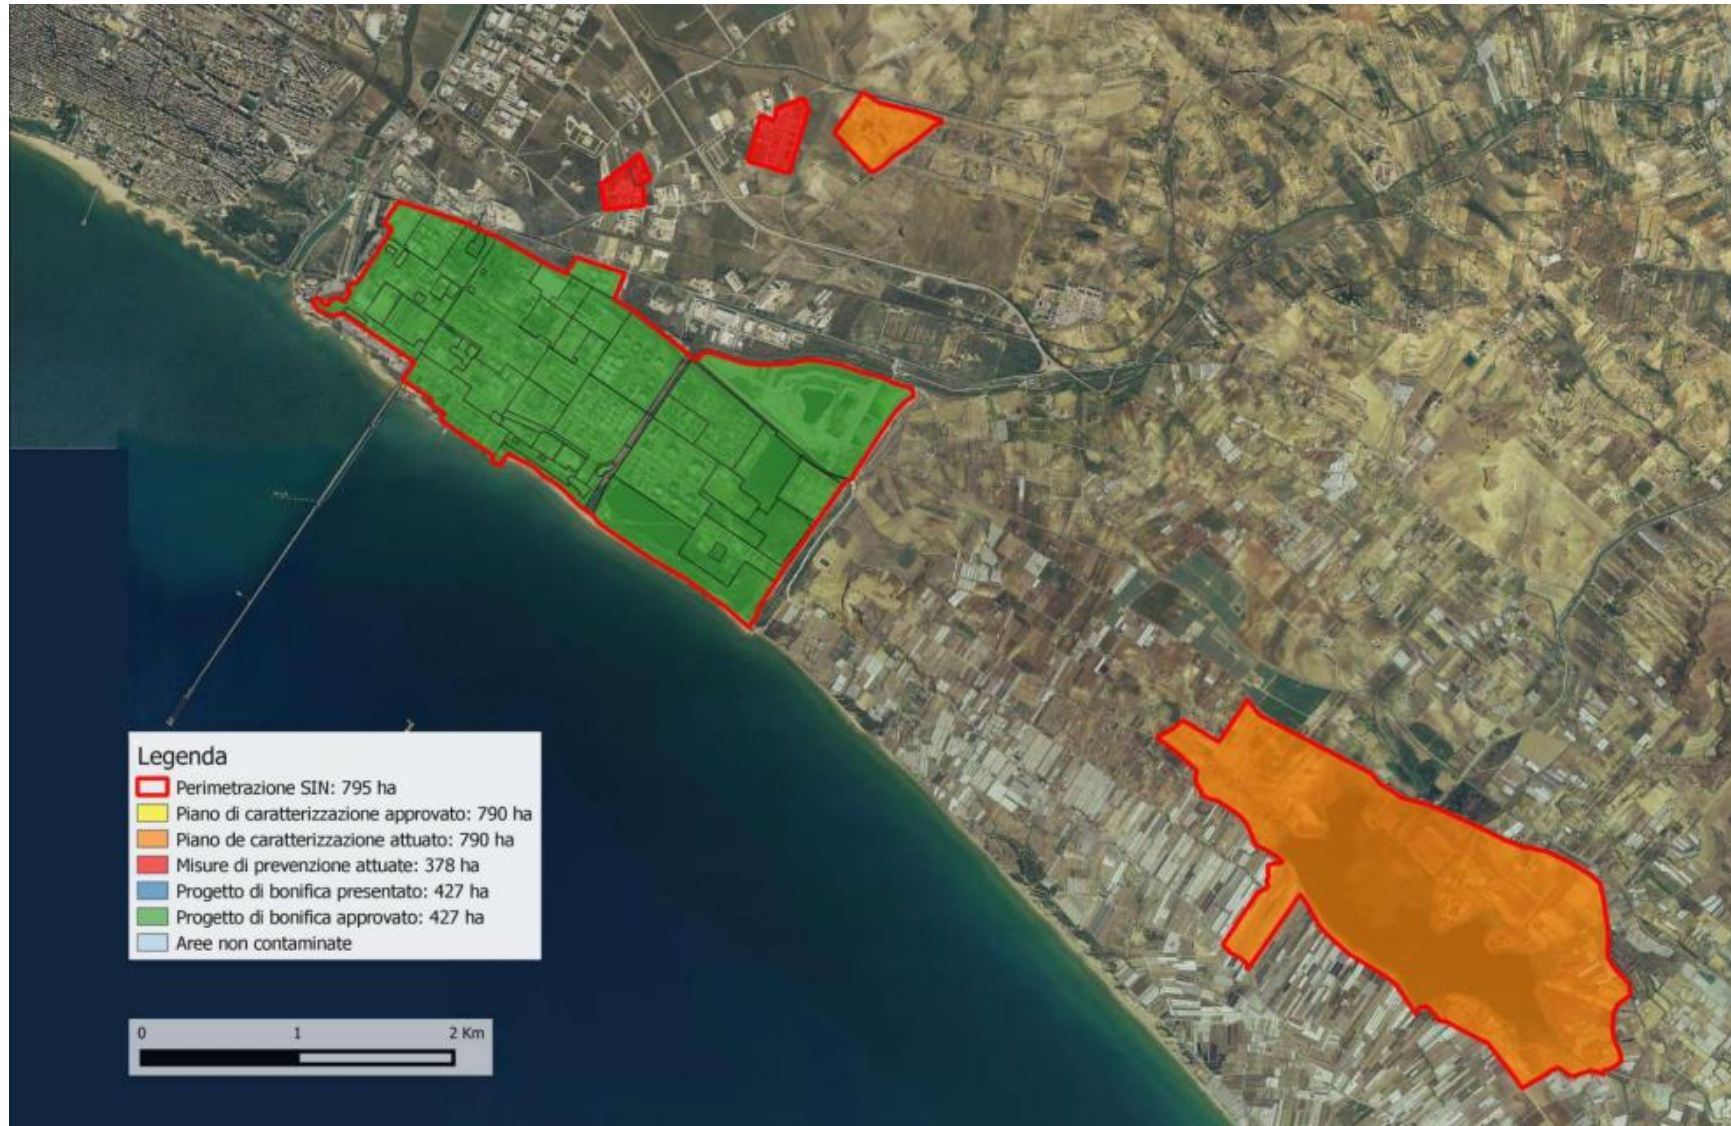 Legenda
Perimetrazione SIN: 795 ha
Piano di caratterizzazione approvato: 790 ha
Piano de caratterizzazione attuato: 790 ha
Misure di prevenzione attuate: 378 ha
Progetto di bonifica presentato: 427 ha
Progetto di bonifica approvato: 427 ha
Aree non contaminate
0 1 2 Km